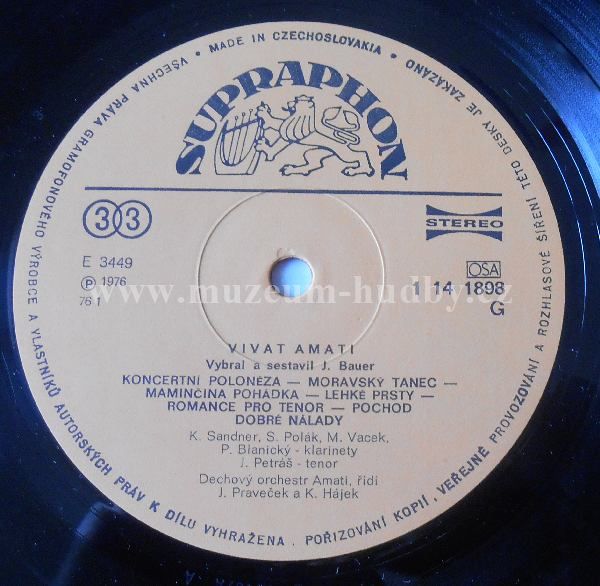 VŠECHNA PRÁVA GRAMOFONOVÉHO VÝROBCE A VLASTNÍKŮ AUTORSKÝCH PRÁV K DÍLU VYHRAŽENA . POŘIZOVÁNÍ KOPIÍ . VEŘEJNÉ PROVOZOVÁNÍ A ROZHLASOVÉ ŠÍŘENÍ TÉTO DESKY JE ZAKÁZÁNO • MADE IN CZECHOSLOVAKIA •
SUPRAPHON
33
STEREO
E 3449
Ⓟ 1976
76 1
OSA
1 14 1898
G
www.muzeum-hudby.cz
VIVAT AMATI
Vybral a sestavil J. Bauer
KONCERTNÍ POLONÉZA — MORAVSKÝ TANEC —
MAMINČINA POHÁDKA — LEHKÉ PRSTY —
ROMANCE PRO TENOR — POCHOD
DOBRÉ NÁLADY
K. Sandner, S. Polák, M. Vacek,
P. Blanický - klarinety
J. Petráš - tenor
Dechový orchestr Amati, řídí
J. Praveček a K. Hájek